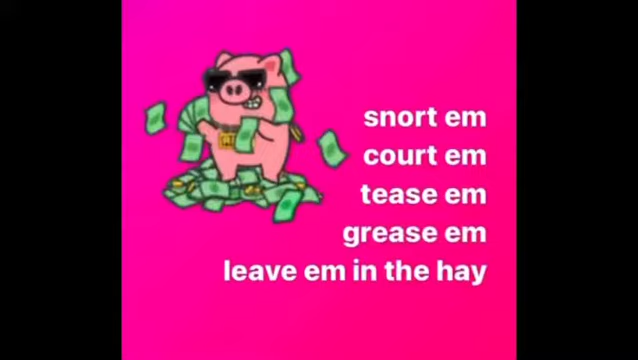 snort em
court em
tease em
grease em
leave em in the hay